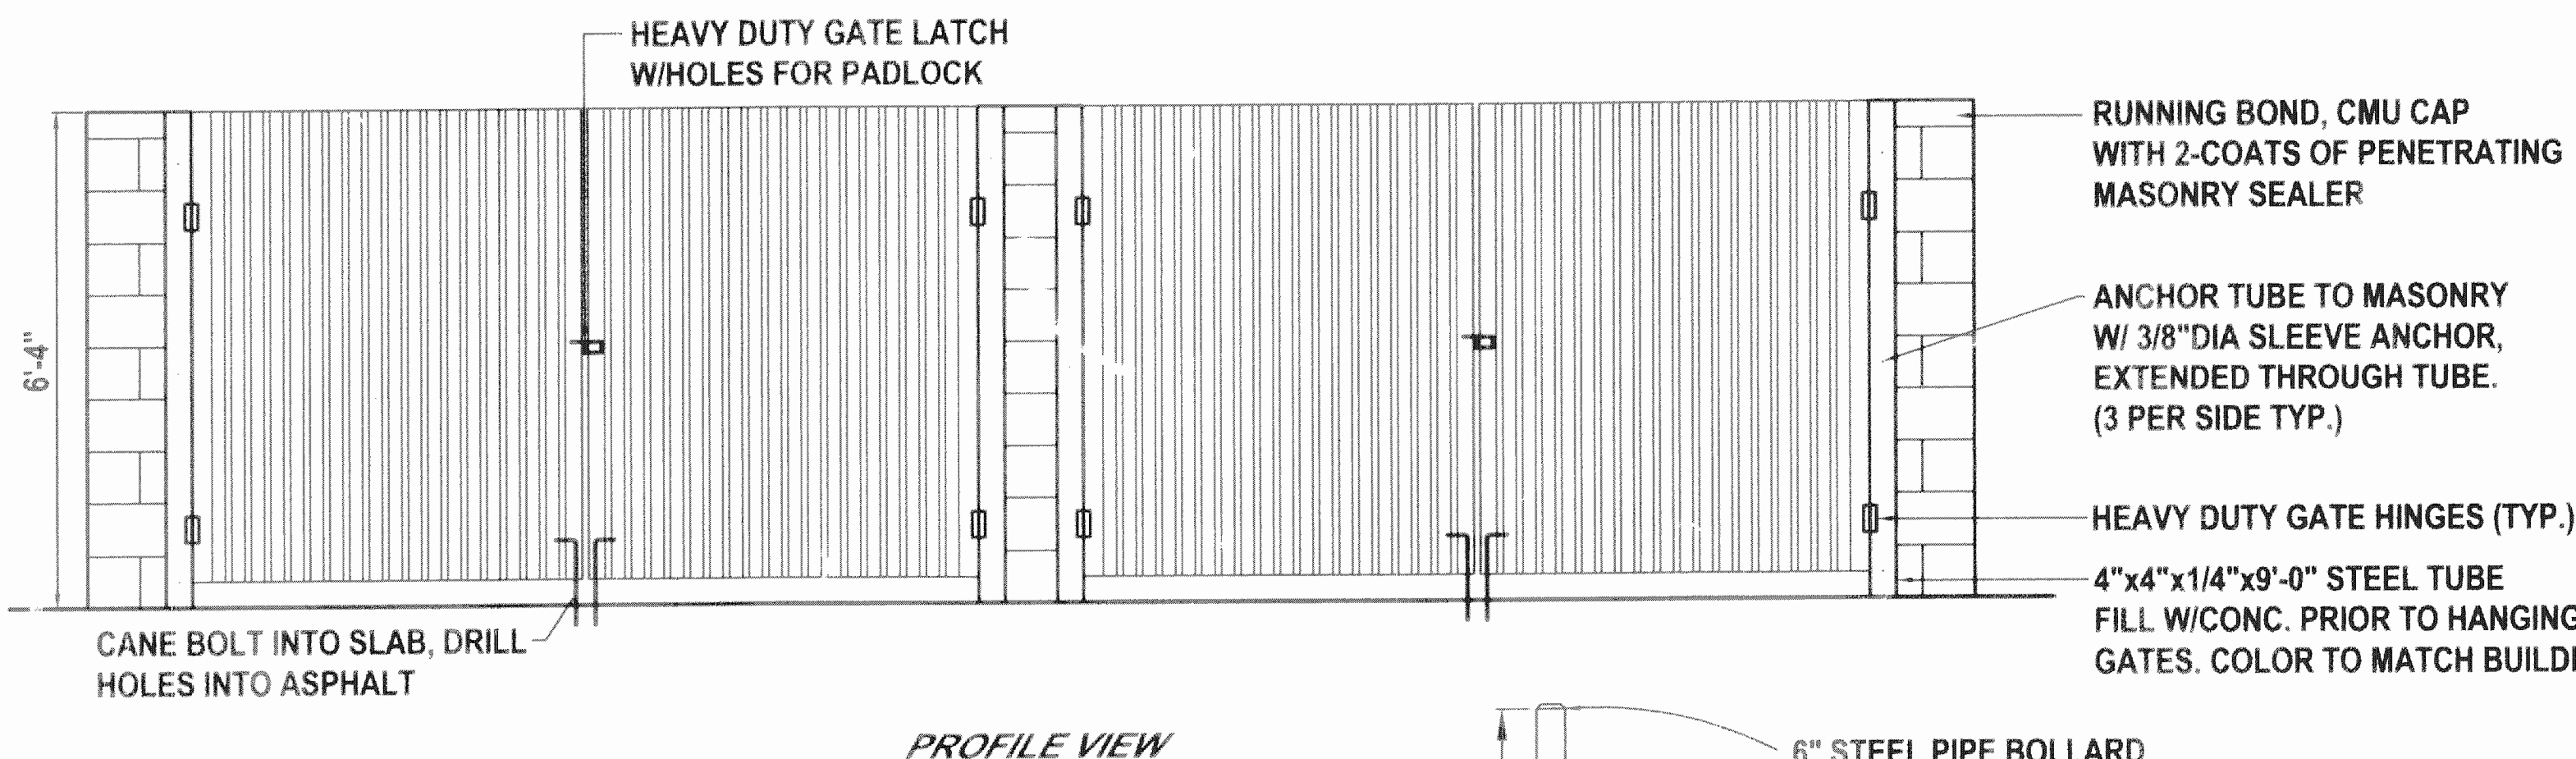 HEAVY DUTY GATE LATCH
W/HOLES FOR PADLOCK
RUNNING BOND, CMU CAP
WITH 2-COATS OF PENETRATING
MASONRY SEALER
6'-4"
ANCHOR TUBE TO MASONRY
W/ 3/8"DIA SLEEVE ANCHOR,
EXTENDED THROUGH TUBE.
(3 PER SIDE TYP.)
HEAVY DUTY GATE HINGES (TYP.)
4"x4"x1/4"x9'-0" STEEL TUBE
FILL W/CONC. PRIOR TO HANGING
GATES. COLOR TO MATCH
CANE BOLT INTO SLAB, DRILL
HOLES INTO ASPHALT
PROFILE VIEW
6" STEEL PIPE BOLLARD